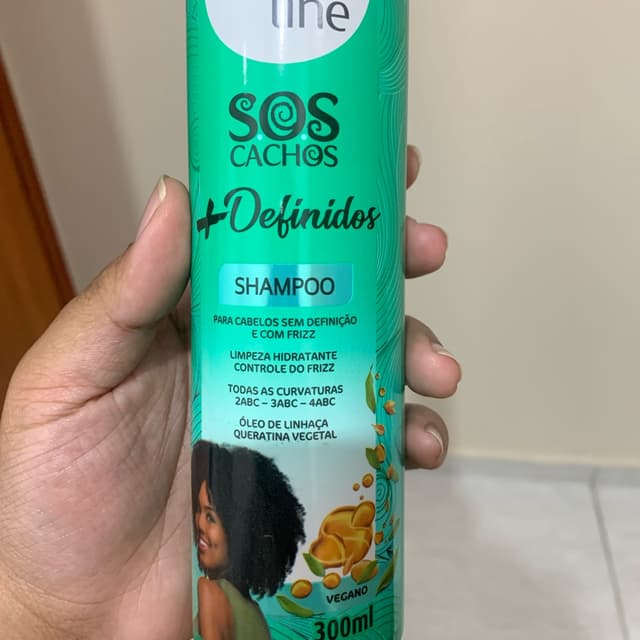 line
S.O.S
CACHOS
+Definidos
SHAMPOO
PARA CABELOS SEM DEFINIÇÃO
E COM FRIZZ
LIMPEZA HIDRATANTE
CONTROLE DO FRIZZ
TODAS AS CURVATURAS
2ABC – 3ABC – 4ABC
ÓLEO DE LINHAÇA
QUERATINA VEGETAL
VEGANO
300ml